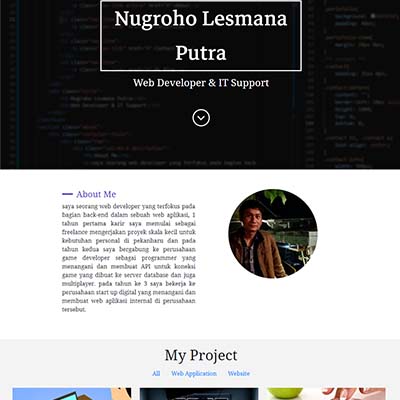 Nugroho Lesmana
Putra
Web Developer & IT Support
About Me
saya seorang web developer yang terfokus pada
bagian back-end dalam sebuah web aplikasi, 1
tahun pertama karir saya memulai sebagai
freelance mengerjakan proyek skala kecil untuk
kebutuhan personal di pekanbaru dan pada
tahun kedua saya bergabung ke perusahaan
game developer sebagai programmer yang
menangani dan membuat API untuk koneksi
game yang dibuat ke server database dan juga
multiplayer. pada tahun ke 3 saya bekerja ke
perusahaan start up digital yang menangani dan
membuat web aplikasi internal di perusahaan
tersebut.
My Project
All Web Application Website